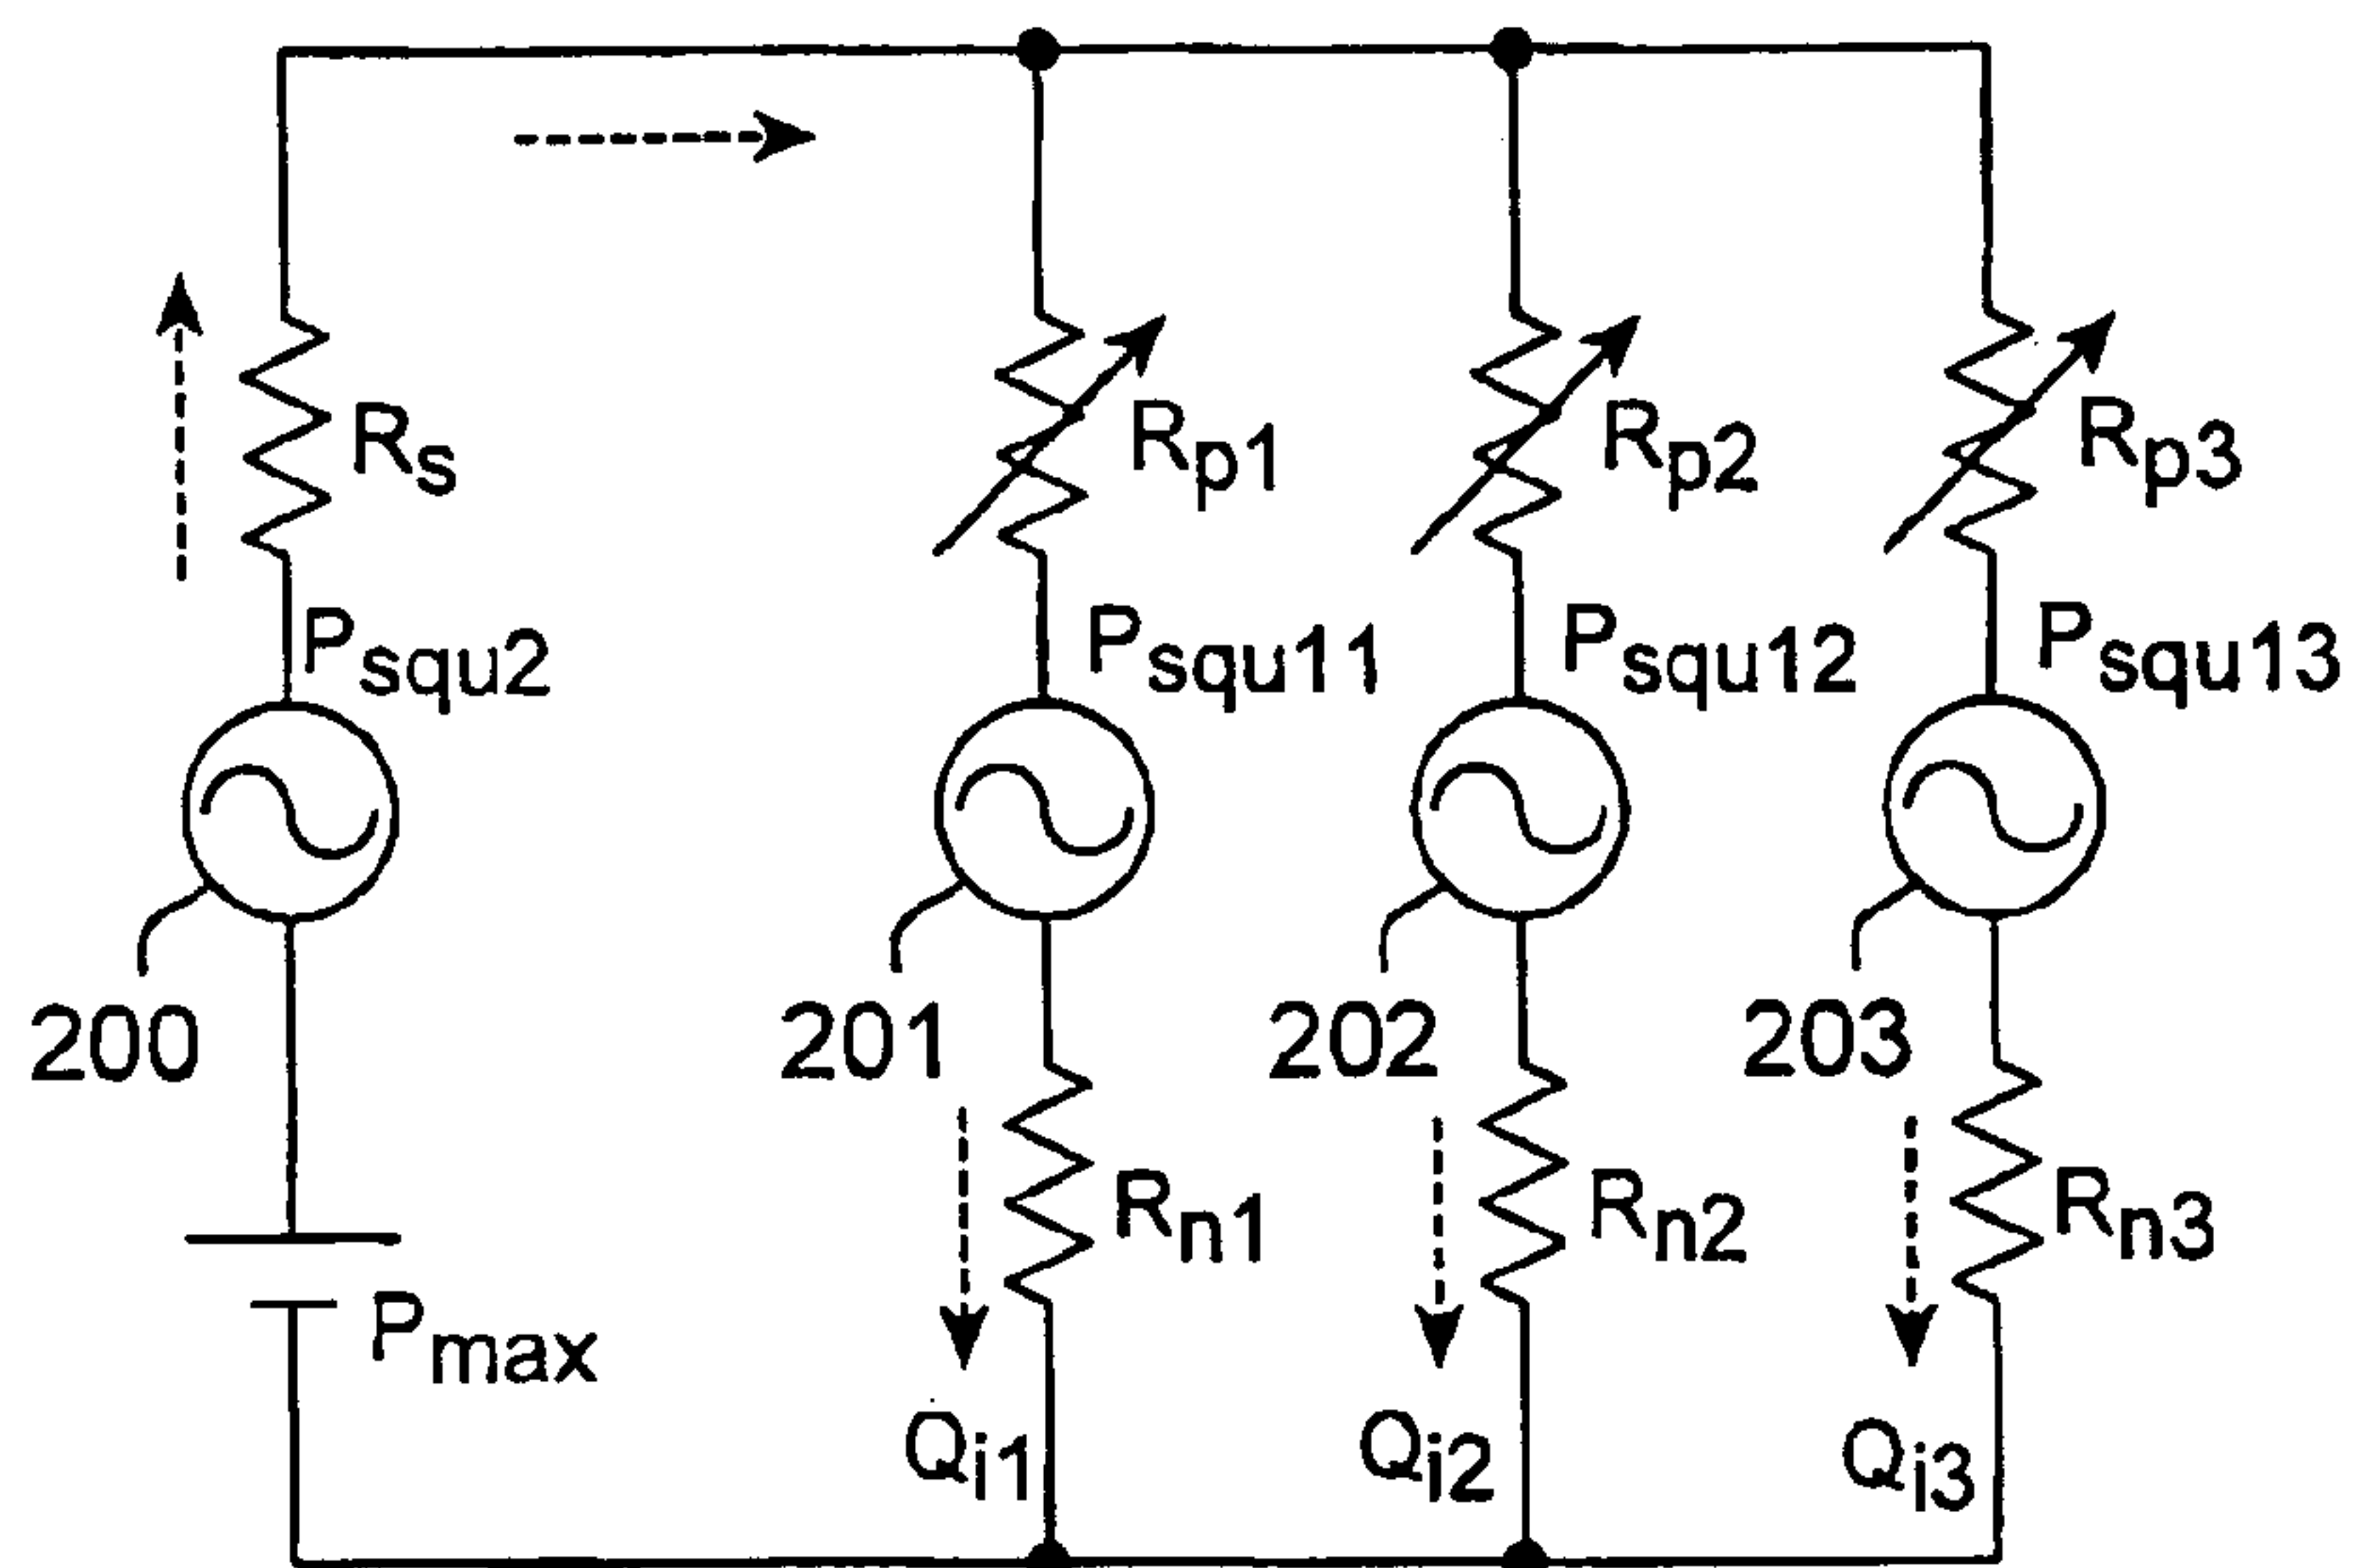 Rs
Rp1
Rp2
Rp3
Psqu2
Psqu11
Psqu12
Psqu13
200
201
202
203
Rn1
Rn2
Rn3
Pmax
Qi1
Qi2
Qi3